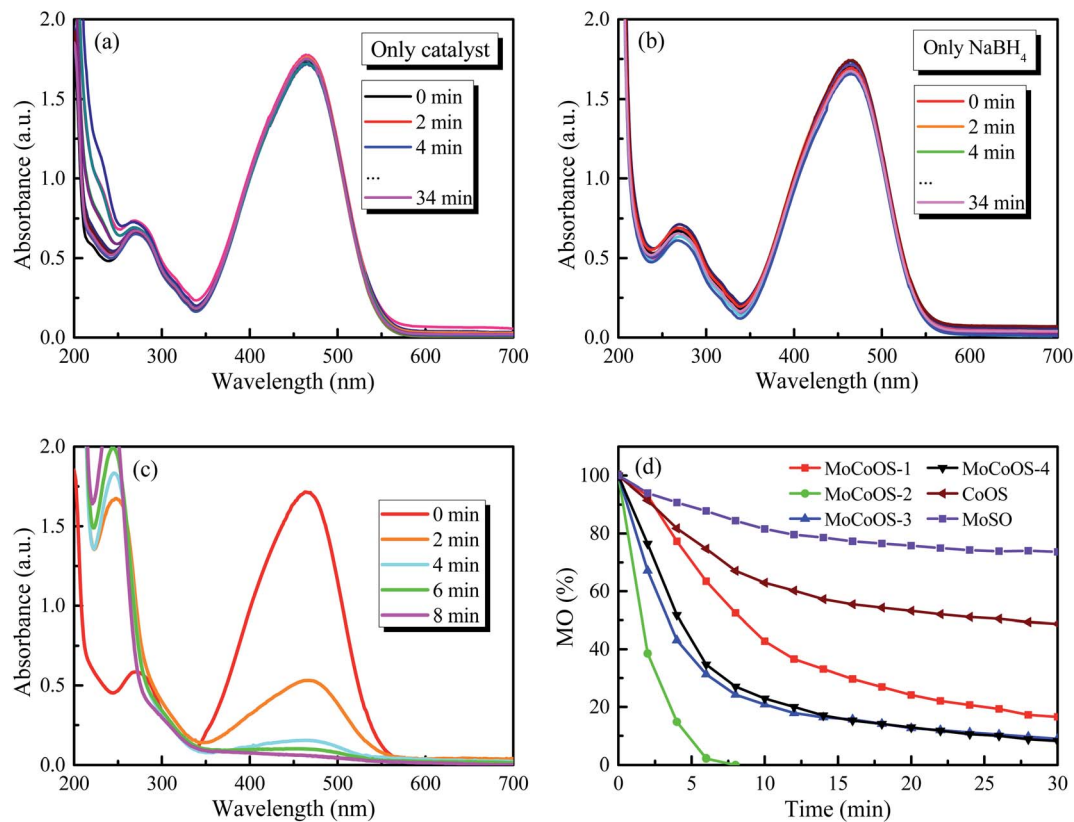 (a)
Only catalyst
0 min
2 min
4 min
...
34 min
Absorbance (a.u.)
2.0
1.5
1.0
0.5
0.0
200 300 400 500 600 700
Wavelength (nm)
(b)
Only NaBH₄
0 min
2 min
4 min
...
34 min
Absorbance (a.u.)
2.0
1.5
1.0
0.5
0.0
200 300 400 500 600 700
Wavelength (nm)
(c)
0 min
2 min
4 min
6 min
8 min
Absorbance (a.u.)
2.0
1.5
1.0
0.5
0.0
200 300 400 500 600 700
Wavelength (nm)
(d)
MoCoOS-1 MoCoOS-4
MoCoOS-2 CoOS
MoCoOS-3 MoSO
MO (%)
100
80
60
40
20
0
0 5 10 15 20 25 30
Time (min)